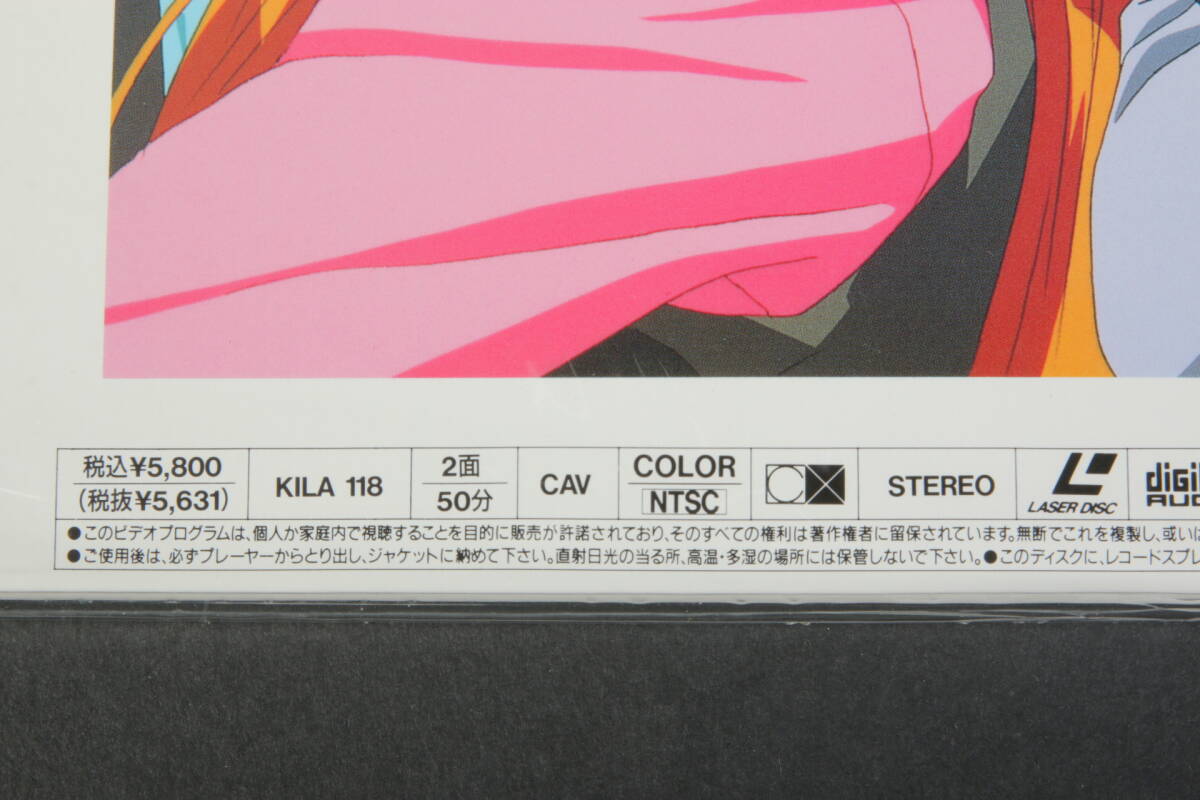 税込¥5,800
(税抜¥5,631)
KILA 118
2面
50分
CAV
COLOR
NTSC
STEREO
LASER DISC
●このビデオプログラムは、個人か家庭内で視聴することを目的に販売が許諾されており、そのすべての権利は著作権者に留保されています。無断でこれを複製し、或いは
●ご使用後は、必ずプレーヤーからとり出し、ジャケットに納めて下さい。直射日光の当る所、高温・多湿の場所には保管しないで下さい。●このディスクに、レコードスプレ